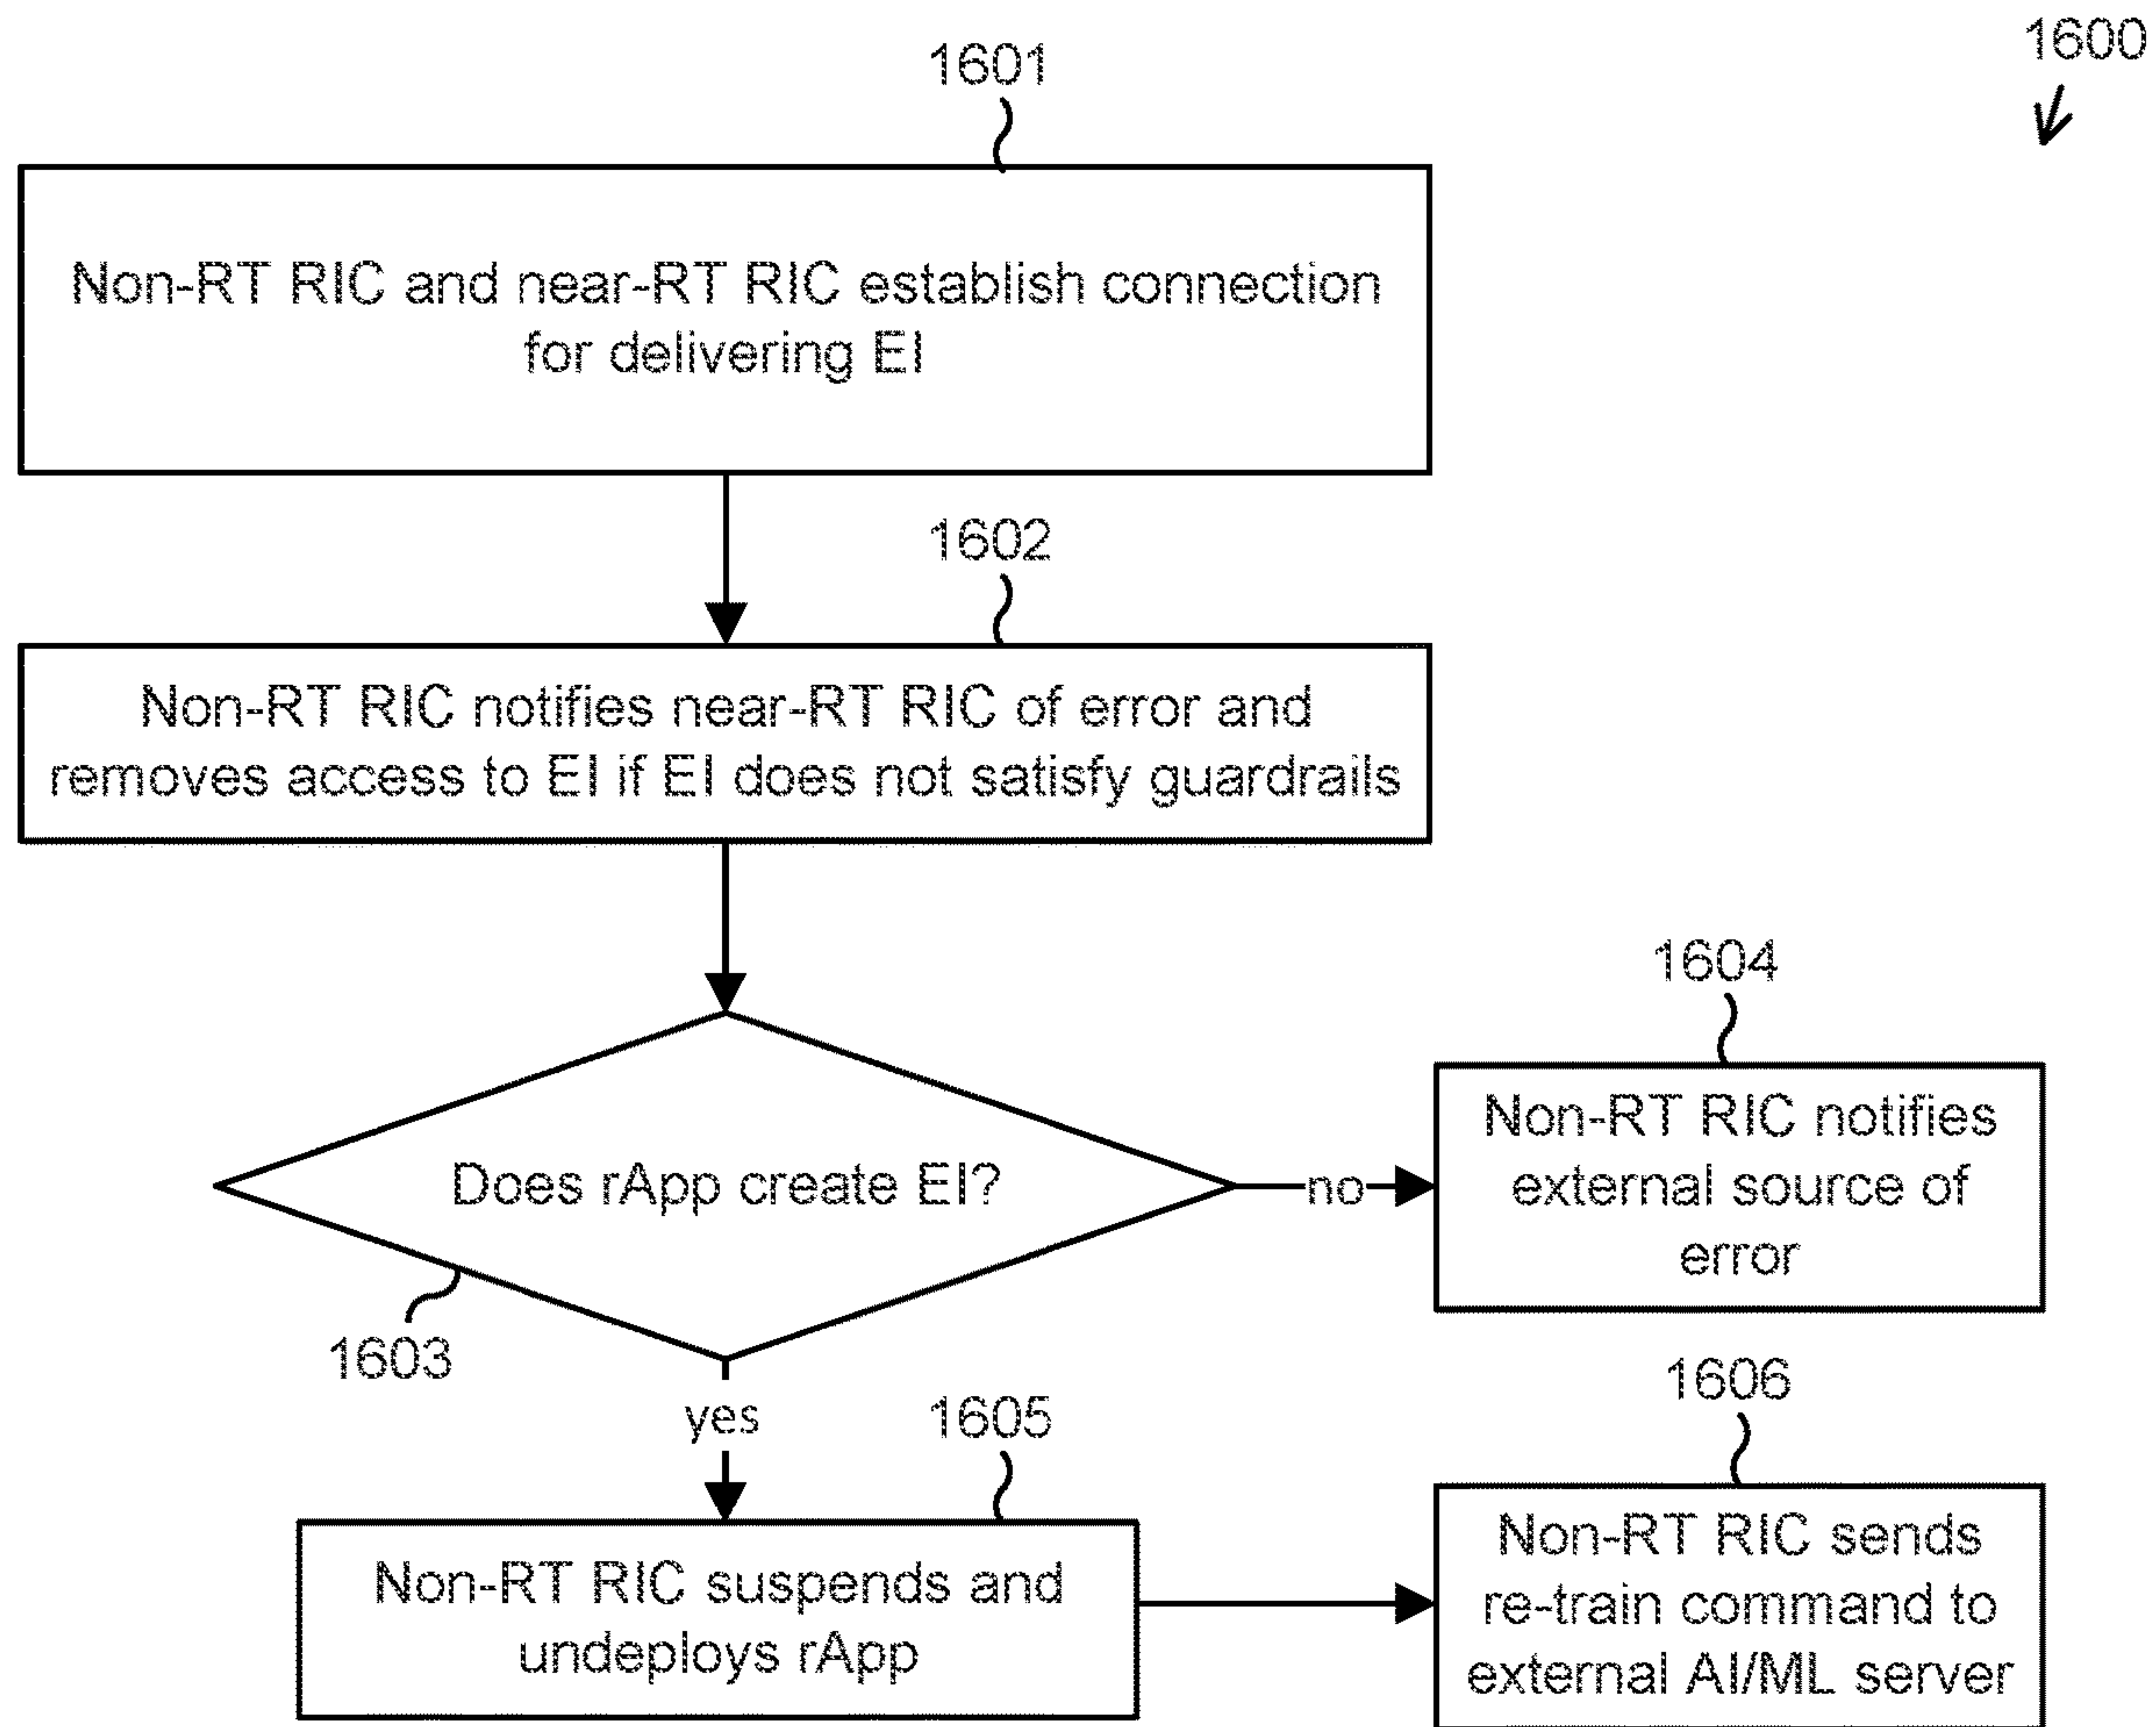 1600
1601
Non-RT RIC and near-RT RIC establish connection
for delivering EI
1602
Non-RT RIC notifies near-RT RIC of error and
removes access to EI if EI does not satisfy guardrails
1603
Does rApp create EI?
no
1604
Non-RT RIC notifies
external source of
error
yes
1605
Non-RT RIC suspends and
undeploys rApp
1606
Non-RT RIC sends
re-train command to
external AI/ML server